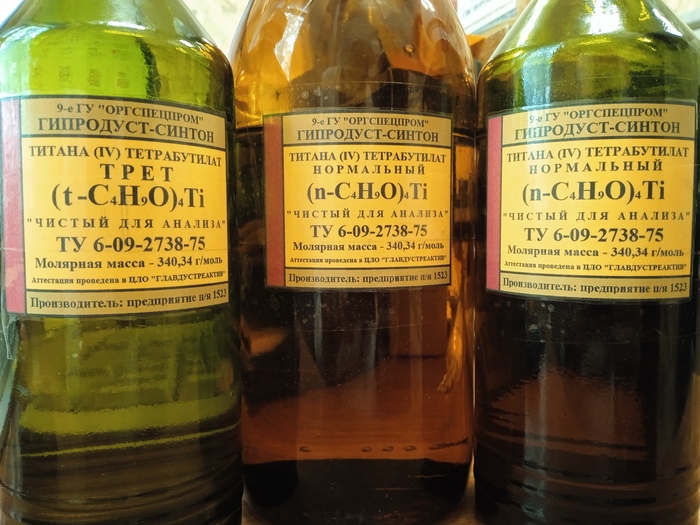 9-е ГУ "ОРГСПЕЦПРОМ"
ГИПРОДУСТ-СИНТОН
ТИТАНА (IV) ТЕТРАБУТИЛАТ
ТРЕТ
(t-C₄H₉O)₄Ti
"ЧИСТЫЙ ДЛЯ АНАЛИЗА"
ТУ 6-09-2738-75
Молярная масса - 340,34 г/моль
Аттестация проведена в ЦЛО "ГЛАВДУСТРЕАКТИВ"
Производитель: предприятие п/я 1523
9-е ГУ "ОРГСПЕЦПРОМ"
ГИПРОДУСТ-СИНТОН
ТИТАНА (IV) ТЕТРАБУТИЛАТ
НОРМАЛЬНЫЙ
(n-C₄H₉O)₄Ti
"ЧИСТЫЙ ДЛЯ АНАЛИЗА"
ТУ 6-09-2738-75
Молярная масса - 340,34 г/моль
Аттестация проведена в ЦЛО "ГЛАВДУСТРЕАКТИВ"
Производитель: предприятие п/я 1523
9-е ГУ "ОРГСПЕЦПРОМ"
ГИПРОДУСТ-СИНТОН
ТИТАНА (IV) ТЕТРАБУТИЛАТ
НОРМАЛЬНЫЙ
(n-C₄H₉O)₄Ti
"ЧИСТЫЙ ДЛЯ АНАЛИЗА"
ТУ 6-09-2738-75
Молярная масса - 340,34 г/моль
Аттестация проведена в ЦЛО "ГЛАВДУСТРЕАКТИВ"
Производитель: предприятие п/я 1523